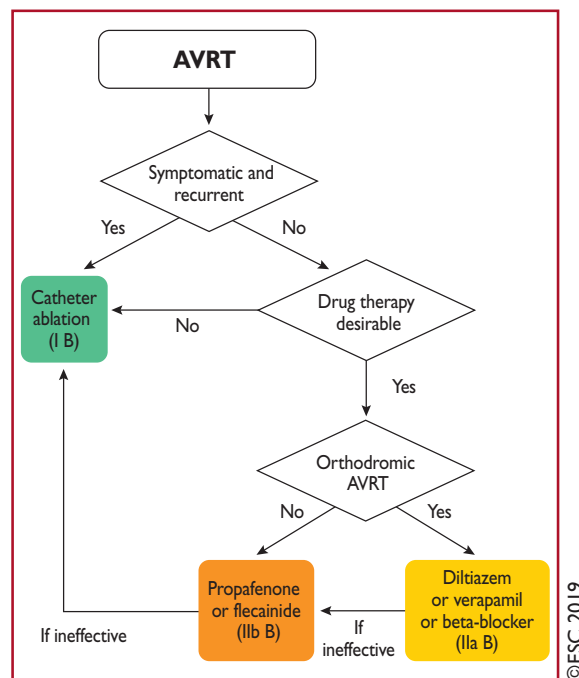 AVRT
Symptomatic and
recurrent
Yes
No
Catheter
ablation
(I B)
No
Drug therapy
desirable
Yes
Orthodromic
AVRT
No
Yes
Propafenone
or flecainide
(IIb B)
Diltiazem
or verapamil
or beta-blocker
(IIa B)
If ineffective
If
ineffective
©ESC 2019